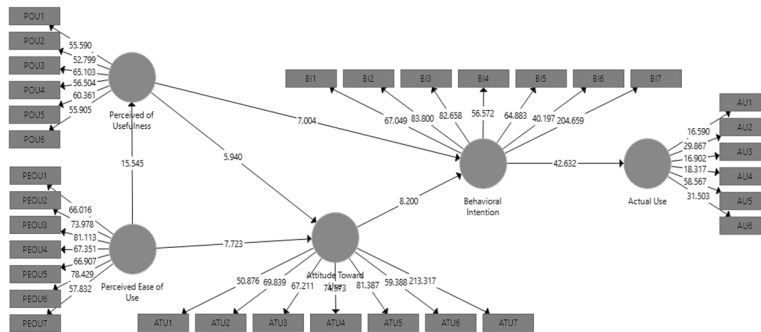 POU1
POU2
POU3
POU4
POU5
POU6
55.590
52.799
65.103
56.504
60.361
55.905
Perceived of
Usefulness
15.545
PEOU1
PEOU2
PEOU3
PEOU4
PEOU5
PEOU6
PEOU7
66.016
73.978
81.113
67.351
66.907
78.429
57.832
Perceived Ease of
Use
7.004
5.940
7.723
8.200
BI1
BI2
BI3
BI4
BI5
BI6
BI7
67.049
83.800
82.658
56.572
64.883
40.197
204.659
Behavioral
Intention
42.632
Actual Use
AU1
AU2
AU3
AU4
AU5
AU6
16.590
29.867
16.902
18.317
58.567
31.503
Attitude Toward
50.876
69.839
67.211
81.387
59.388
213.317
ATU1
ATU2
ATU3
ATU4
ATU5
ATU6
ATU7